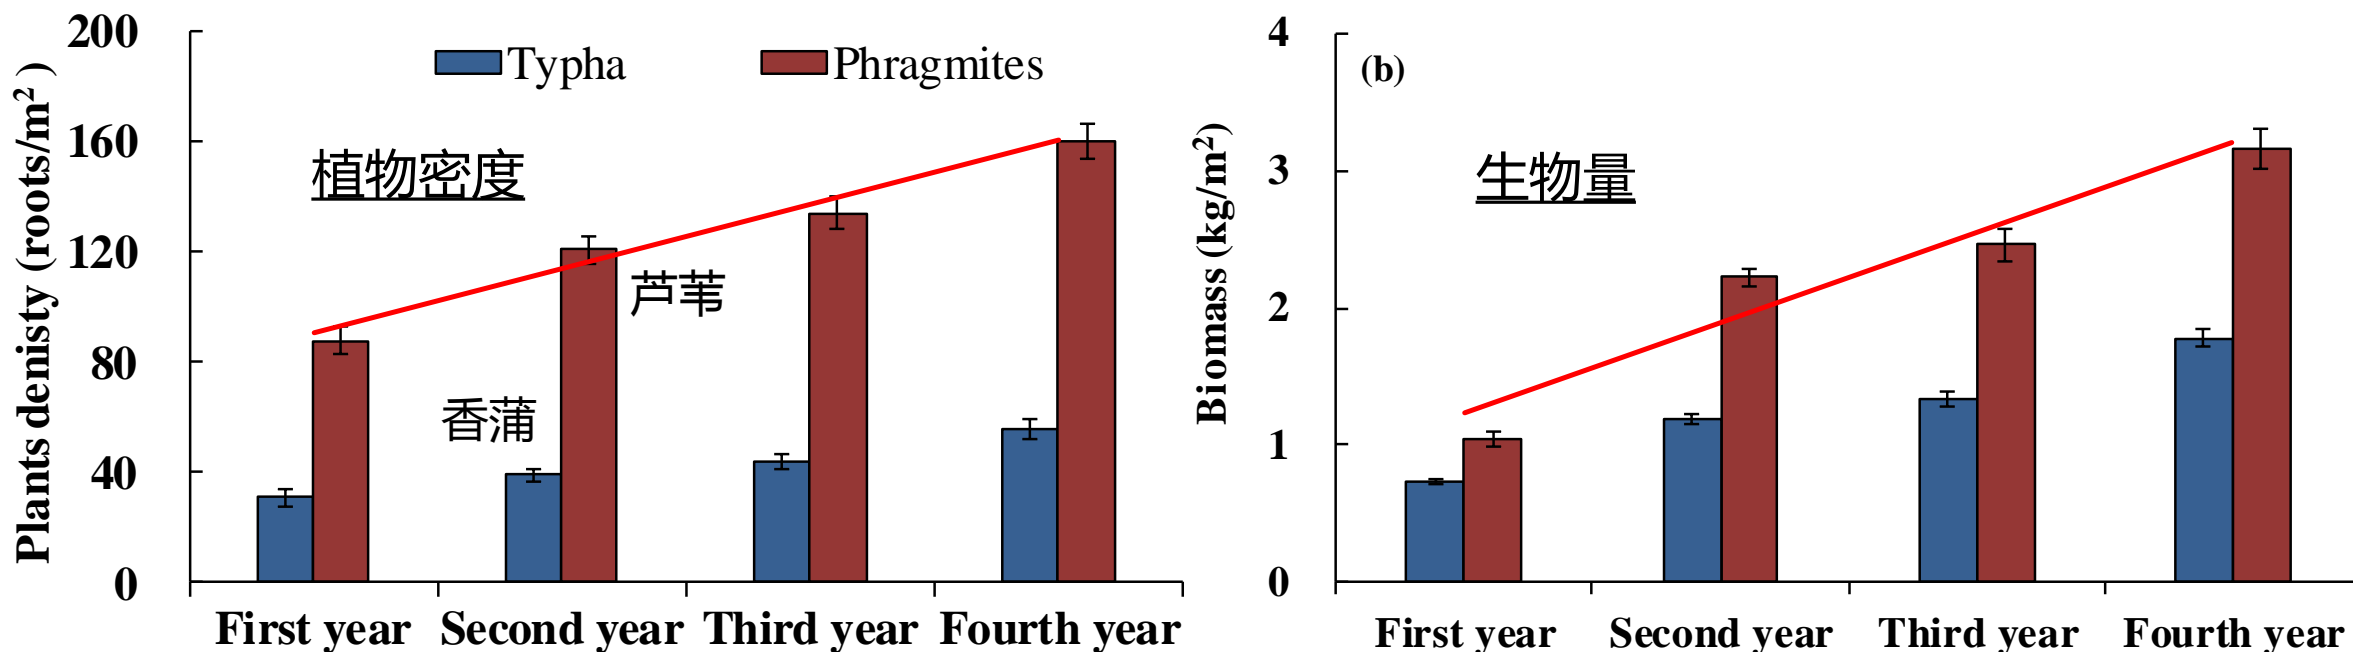 Plants denisty (roots/m²)
200
160
120
80
40
0
Typha
Phragmites
植物密度
芦苇
香蒲
First year
Second year
Third year
Fourth year
Biomass (kg/m²)
4
3
2
1
0
(b)
生物量
First year
Second year
Third year
Fourth year